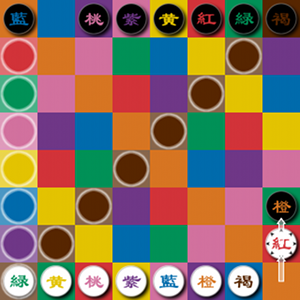 藍 桃 紫 黄 紅 緑 褐
橙
紅
緑 黄 桃 紫 藍 橙 褐